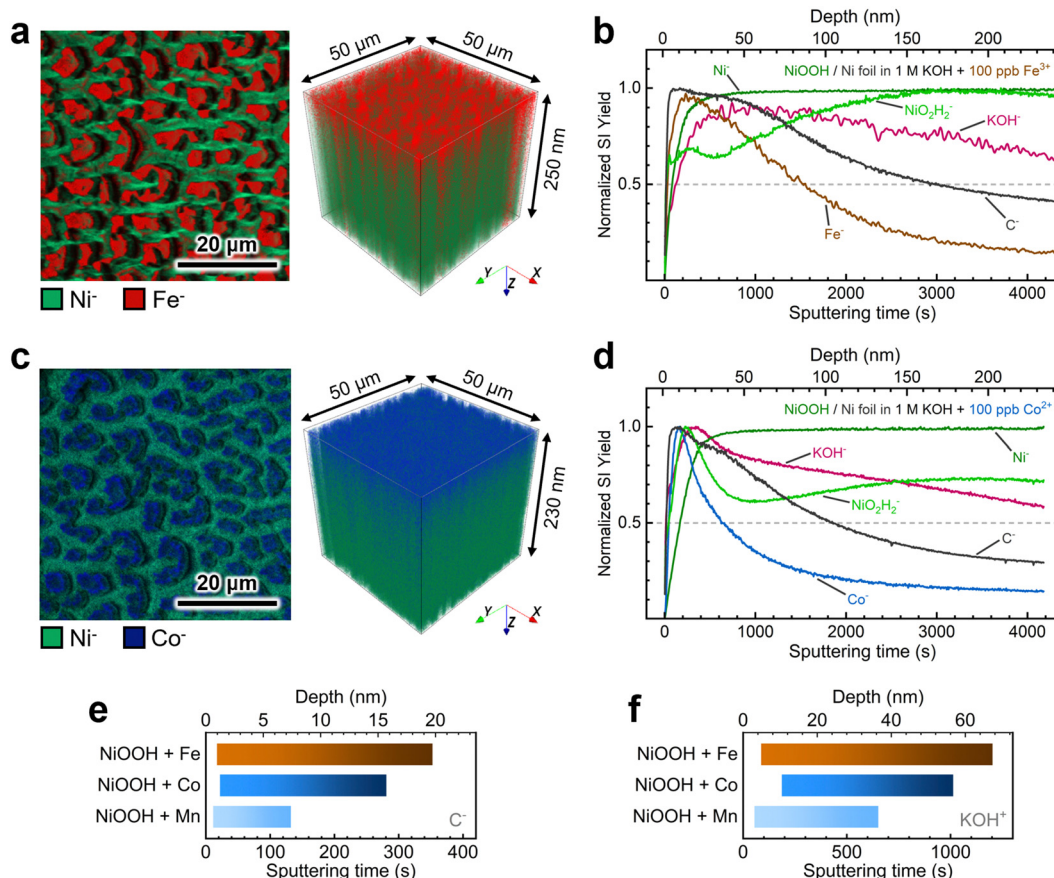 a
20 µm
Ni⁻ Fe⁻
50 µm 50 µm
250 nm
Y Z X
b
Depth (nm)
0 50 100 150 200
NiOOH / Ni foil in 1 M KOH + 100 ppb Fe³⁺
Ni⁻
NiO₂H₂⁻
KOH⁻
C⁻
Fe⁻
Normalized SI Yield
1.0
0.5
0 1000 2000 3000 4000
Sputtering time (s)
c
20 µm
Ni⁻ Co⁻
50 µm 50 µm
230 nm
Y Z X
d
Depth (nm)
0 50 100 150 200
NiOOH / Ni foil in 1 M KOH + 100 ppb Co²⁺
Ni⁻
KOH⁻
NiO₂H₂⁻
C⁻
Co⁻
Normalized SI Yield
1.0
0.5
0 1000 2000 3000 4000
Sputtering time (s)
e
Depth (nm)
0 5 10 15 20
NiOOH + Fe
NiOOH + Co
NiOOH + Mn
C⁻
0 100 200 300 400
Sputtering time (s)
f
Depth (nm)
0 20 40 60
NiOOH + Fe
NiOOH + Co
NiOOH + Mn
KOH⁺
0 500 1000
Sputtering time (s)